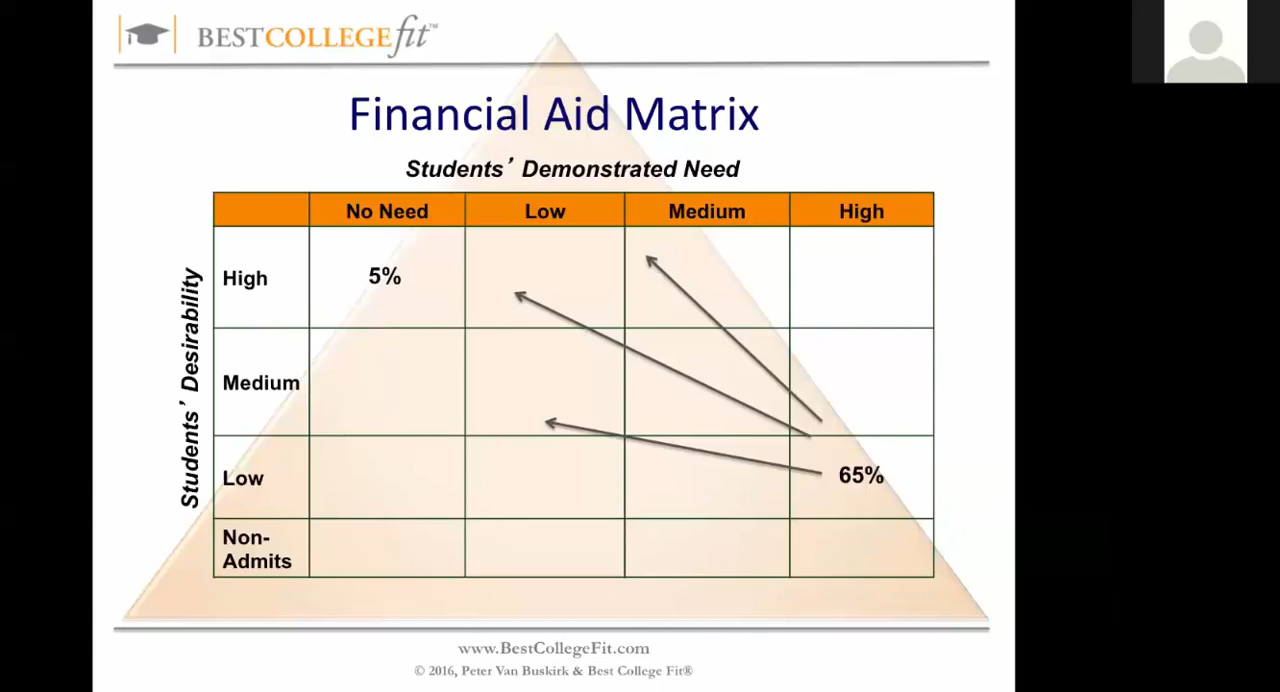 BESTCOLLEGEfit™
Financial Aid Matrix
Students’ Demonstrated Need
No Need Low Medium High
Students’ Desirability
High 5%
Medium
Low 65%
Non-
Admits
www.BestCollegeFit.com
© 2016, Peter Van Buskirk & Best College Fit®